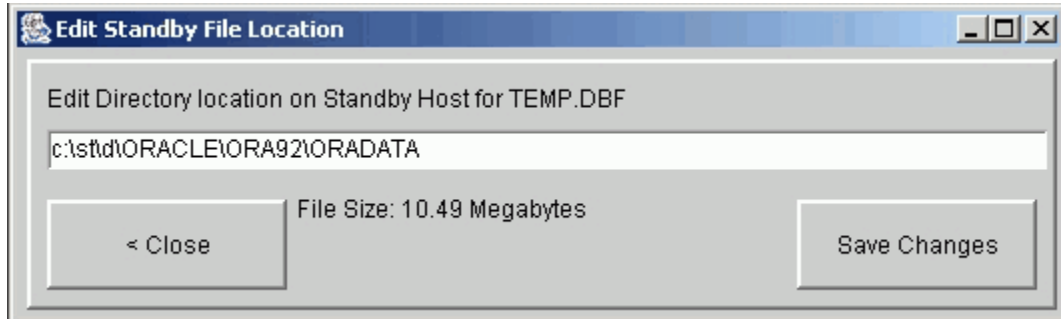 Edit Standby File Location
Edit Directory location on Standby Host for TEMP.DBF
c:\st\d\ORACLE\ORA92\ORADATA
File Size: 10.49 Megabytes
< Close
Save Changes